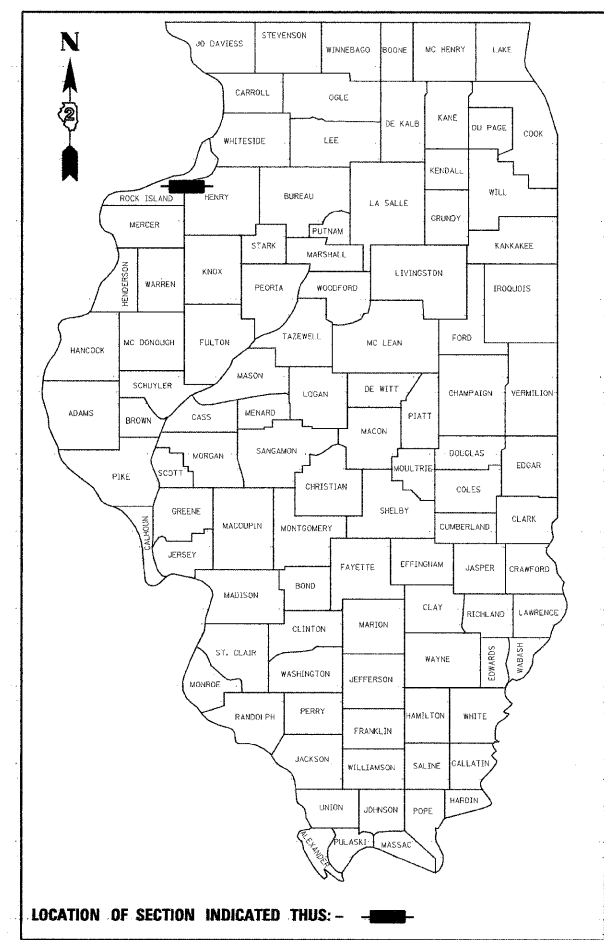 N
2
JO DAVIESS
STEVENSON
WINNEBAGO
BOONE
MC HENRY
LAKE
CARROLL
OGLE
DE KALB
KANE
DU PAGE
COOK
WHITESIDE
LEE
KENDALL
WILL
ROCK ISLAND
HENRY
BUREAU
LA SALLE
GRUNDY
PUTNAM
MERCER
STARK
MARSHALL
KANKAKEE
HENDERSON
WARREN
KNOX
PEORIA
WOODFORD
LIVINGSTON
IROQUOIS
HANCOCK
MC DONOUGH
FULTON
TAZEWELL
MC LEAN
FORD
SCHUYLER
MASON
LOGAN
DE WITT
CHAMPAIGN
VERMILION
ADAMS
BROWN
CASS
MENARD
PIATT
MACON
MORGAN
SANGAMON
DOUGLAS
EDGAR
PIKE
SCOTT
CHRISTIAN
MOULTRIE
COLES
GREENE
MACOUPIN
MONTGOMERY
SHELBY
CUMBERLAND
CLARK
CALHOUN
JERSEY
FAYETTE
EFFINGHAM
JASPER
CRAWFORD
MADISON
BOND
CLAY
RICHLAND
LAWRENCE
CLINTON
MARION
ST. CLAIR
WAYNE
EDWARDS
WABASH
WASHINGTON
JEFFERSON
MONROE
RANDOLPH
PERRY
HAMILTON
WHITE
FRANKLIN
JACKSON
WILLIAMSON
SALINE
GALLATIN
UNION
JOHNSON
POPE
HARDIN
ALEXANDER
PULASKI
MASSAC
LOCATION OF SECTION INDICATED THUS: -